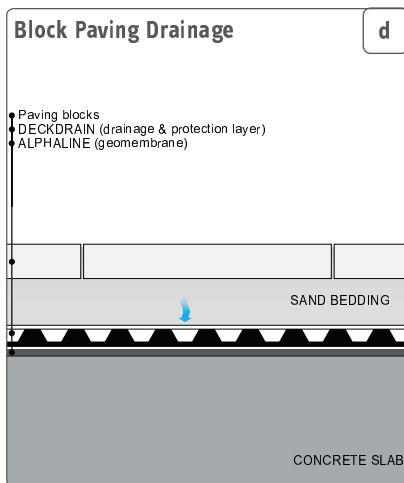 Block Paving Drainage
d
Paving blocks
DECKDRAIN (drainage & protection layer)
ALPHALINE (geomembrane)
SAND BEDDING
CONCRETE SLAB